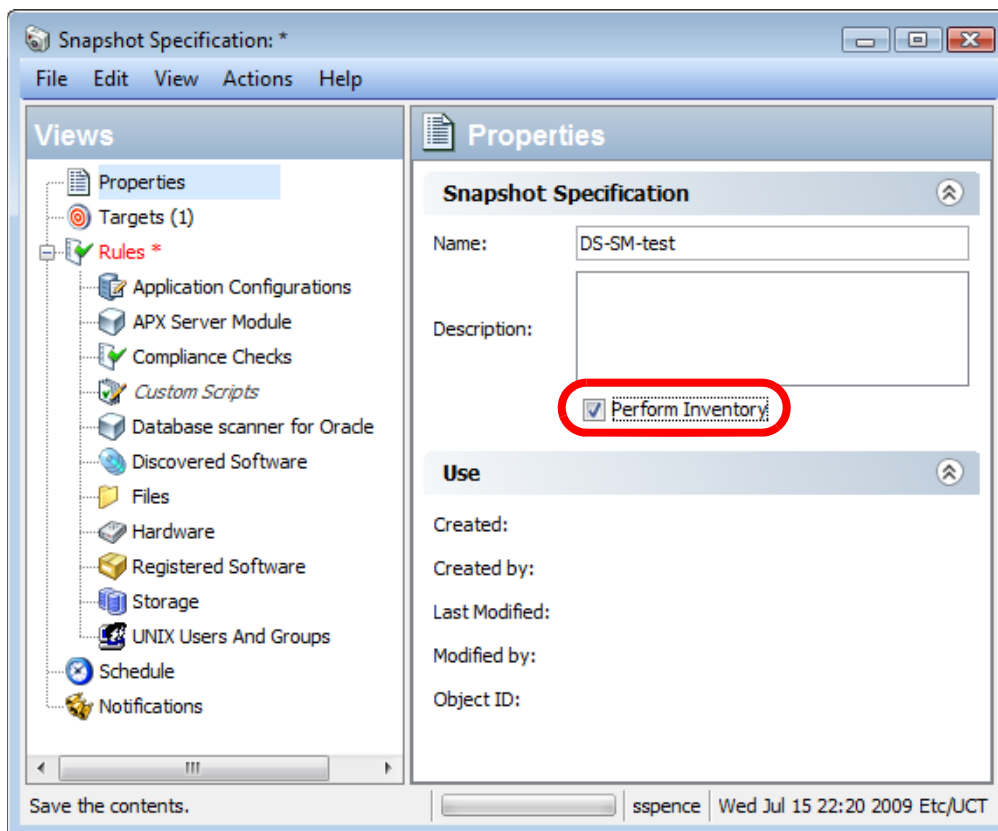 Snapshot Specification: *
File Edit View Actions Help
Views
Properties
Targets (1)
Rules *
Application Configurations
APX Server Module
Compliance Checks
Custom Scripts
Database scanner for Oracle
Discovered Software
Files
Hardware
Registered Software
Storage
UNIX Users And Groups
Schedule
Notifications
Properties
Snapshot Specification
Name: DS-SM-test
Description:
Perform Inventory
Use
Created:
Created by:
Last Modified:
Modified by:
Object ID:
Save the contents. sspence Wed Jul 15 22:20 2009 Etc/UCT